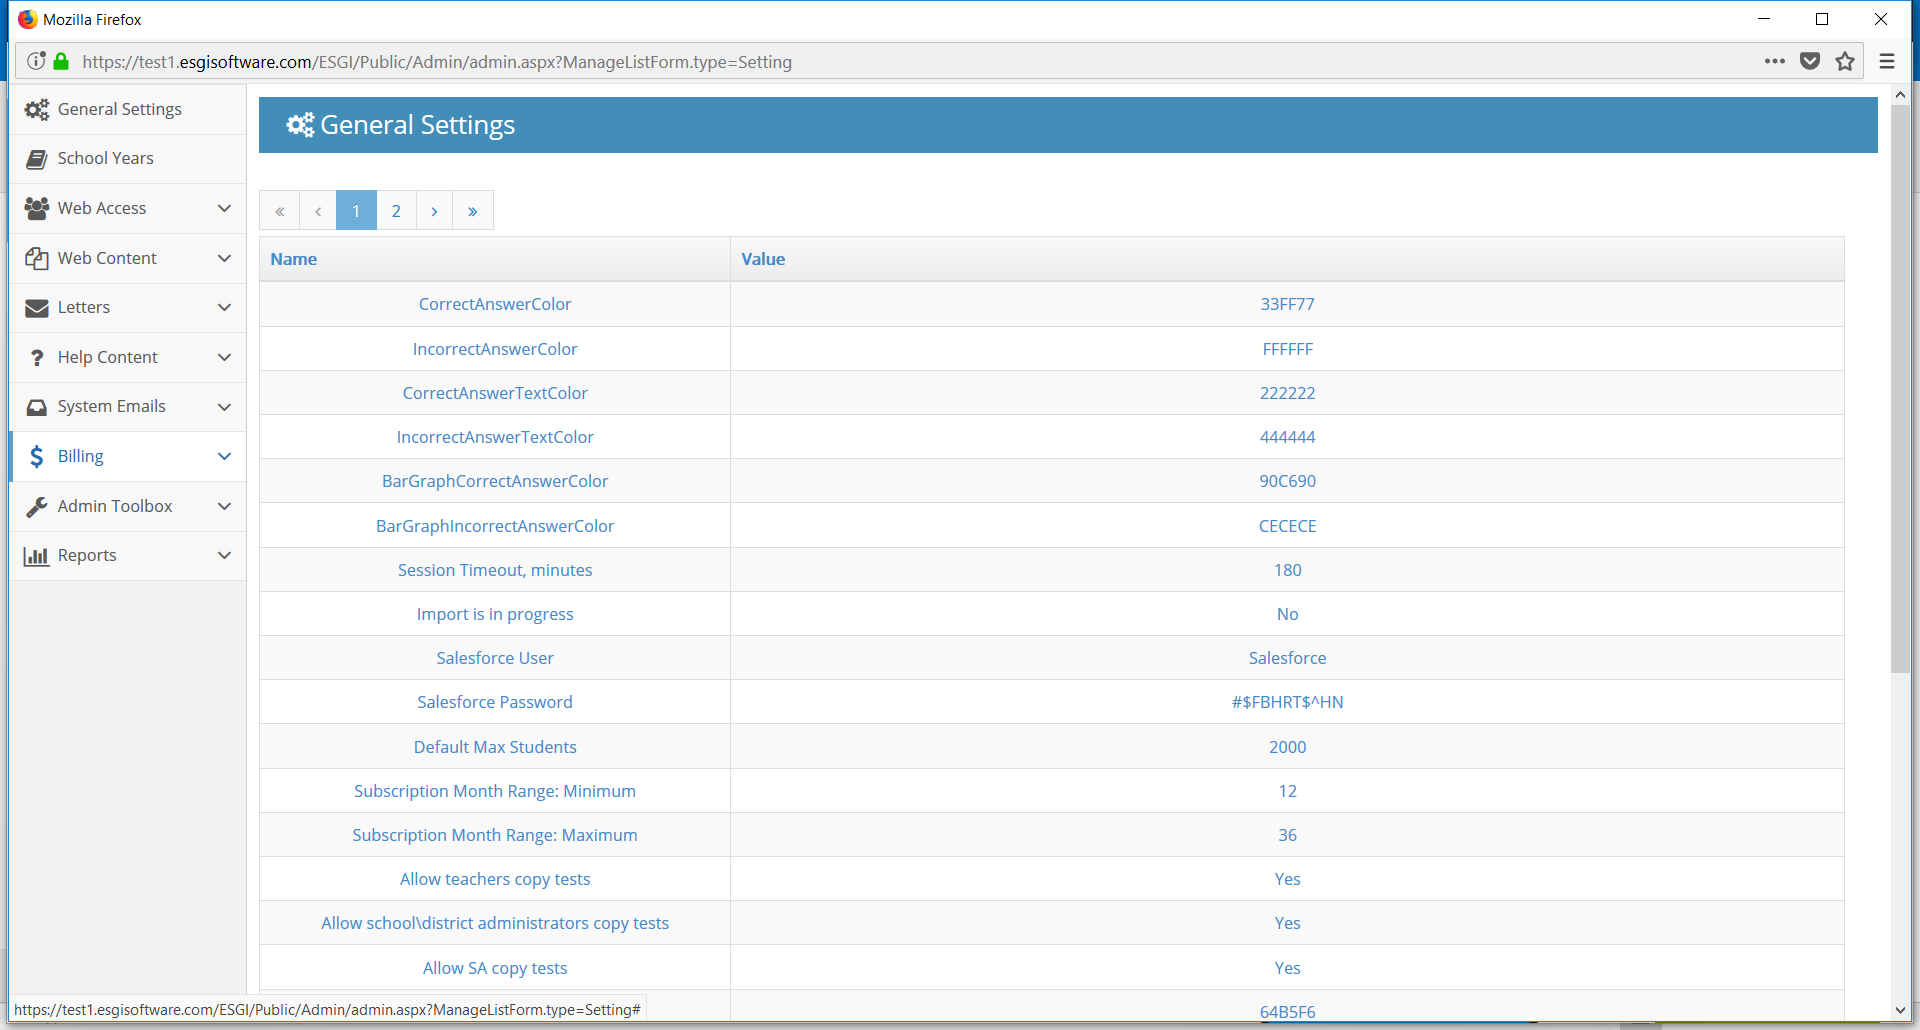 Mozilla Firefox
https://test1.esgisoftware.com/ESGI/Public/Admin/admin.aspx?ManageListForm.type=Setting
General Settings
School Years
Web Access
Web Content
Letters
Help Content
System Emails
Billing
Admin Toolbox
Reports
General Settings
« ‹ 1 2 › »
Name Value
CorrectAnswerColor 33FF77
IncorrectAnswerColor FFFFFF
CorrectAnswerTextColor 222222
IncorrectAnswerTextColor 444444
BarGraphCorrectAnswerColor 90C690
BarGraphIncorrectAnswerColor CECECE
Session Timeout, minutes 180
Import is in progress No
Salesforce User Salesforce
Salesforce Password #$FBHRT$^HN
Default Max Students 2000
Subscription Month Range: Minimum 12
Subscription Month Range: Maximum 36
Allow teachers copy tests Yes
Allow school\district administrators copy tests Yes
Allow SA copy tests Yes
64B5F6
https://test1.esgisoftware.com/ESGI/Public/Admin/admin.aspx?ManageListForm.type=Setting#